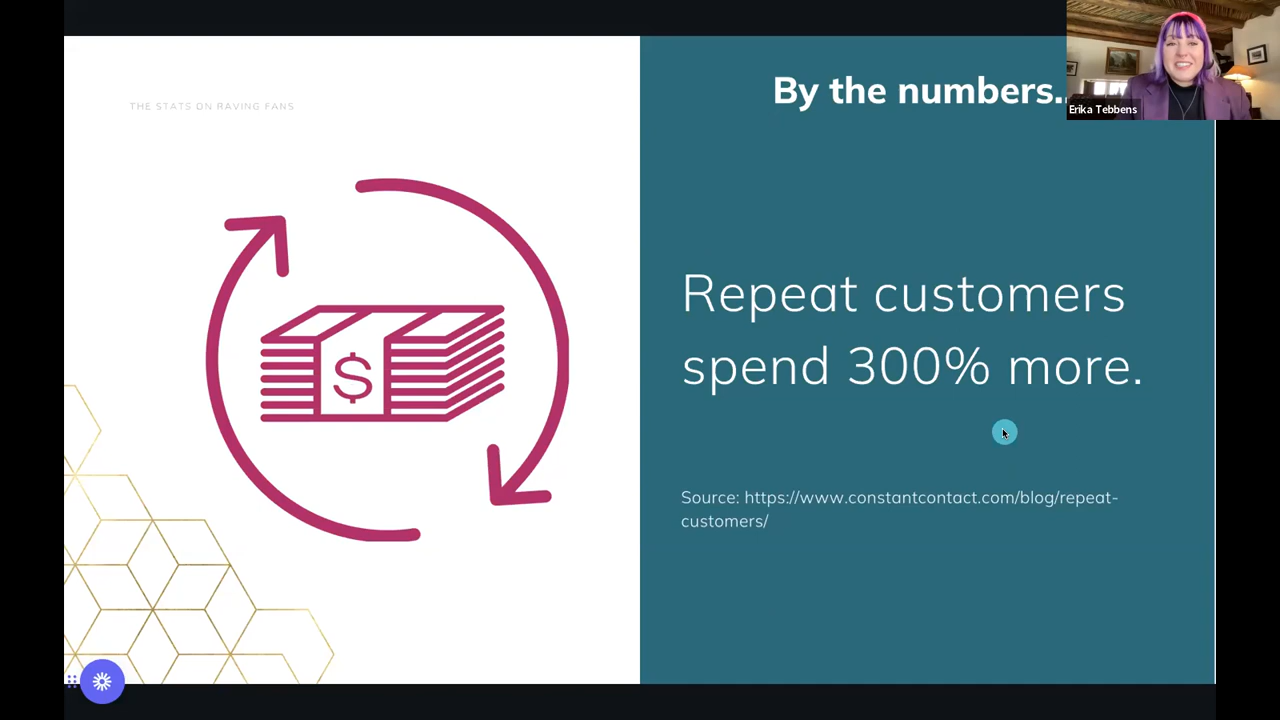 THE STATS ON RAVING FANS
By the numbers..
Erika Tebbens
$
Repeat customers
spend 300% more.
Source: https://www.constantcontact.com/blog/repeat-
customers/